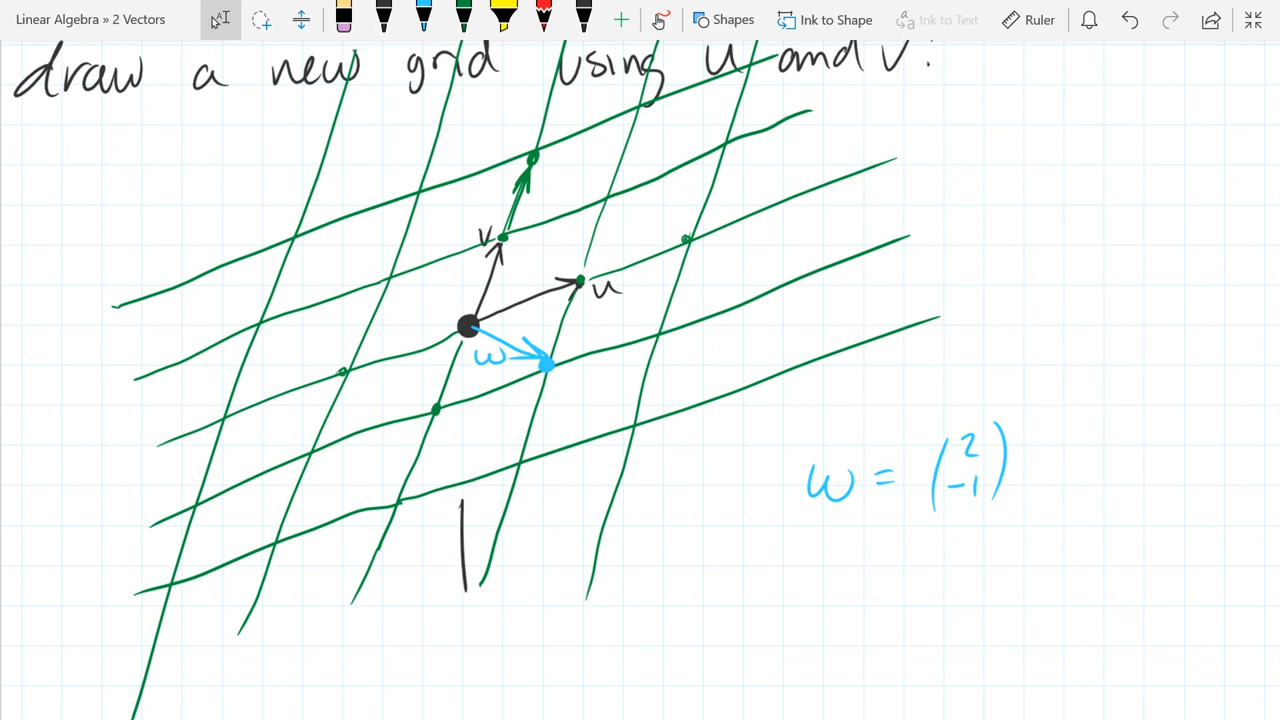 Linear Algebra » 2 Vectors
Shapes
Ink to Shape
Ink to Text
Ruler
draw a new grid using u and v:
v
u
w
w = (2
-1)